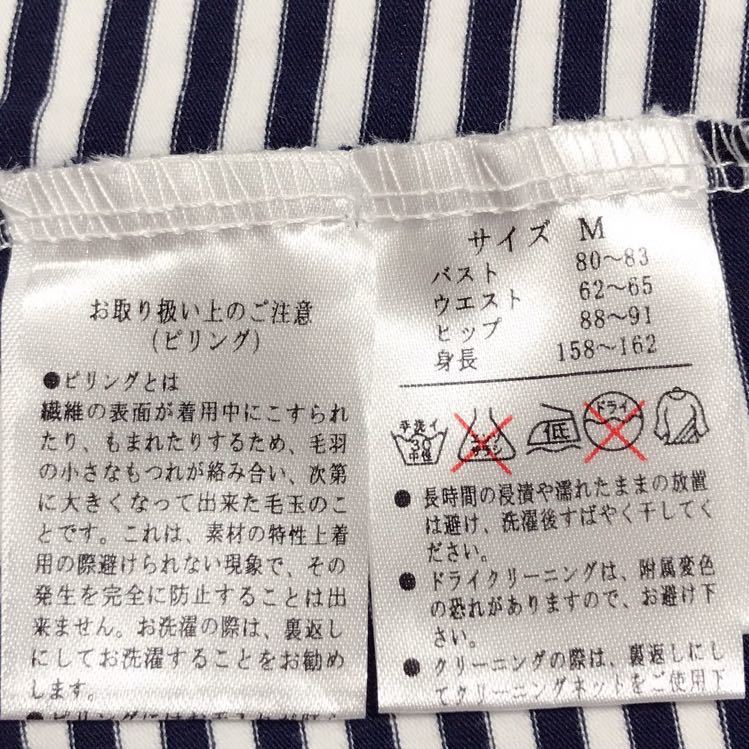 お取り扱い上のご注意
(ピリング)
●ピリングとは
繊維の表面が着用中にこすられ
たり、もまれたりするため、毛羽
の小さなもつれが絡み合い、次第
に大きくなって出来た毛玉のこ
とです。これは、素材の特性上着
用の際避けられない現象で、その
発生を完全に防止することは出
来ません。お洗濯の際は、裏返し
にしてお洗濯することをお勧め
します。
サイズ M
バスト 80〜83
ウエスト 62〜65
ヒップ 88〜91
身長 158〜162
手洗イ
30
中性
エンソ
サラシ
低
ドライ
● 長時間の浸漬や濡れたままの放置
は避け、洗濯後すばやく干してく
ださい。
● ドライクリーニングは、附属変色
の恐れがありますので、お避け下
さい。
● クリーニングの際は、裏返しにし
てクリーニングネットをご使用下